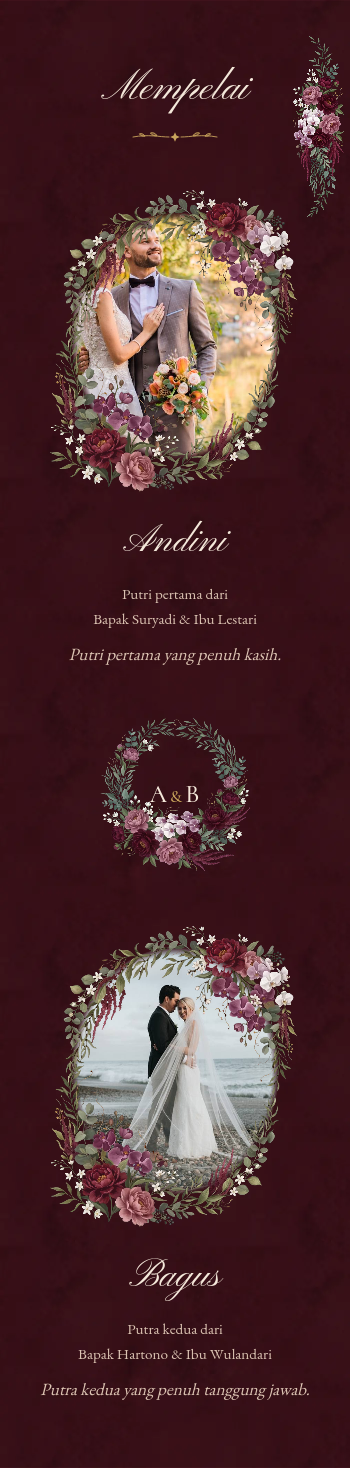 Mempelai
Andini
Putri pertama dari
Bapak Suryadi & Ibu Lestari
Putri pertama yang penuh kasih.
A & B
Bagus
Putra kedua dari
Bapak Hartono & Ibu Wulandari
Putra kedua yang penuh tanggung jawab.